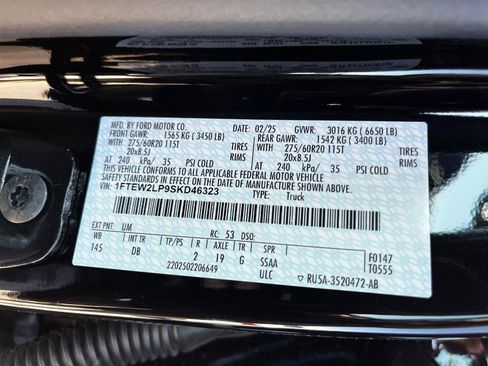 MFD. BY FORD MOTOR CO. 02/25 GVWR: 3016 KG (6650 LB)
FRONT GAWR: 1565 KG (3450 LB) REAR GAWR: 1542 KG (3400 LB)
WITH 275/60R20 115T TIRES WITH 275/60R20 115T TIRES
20x8.5J RIMS 20x8.5J RIMS
AT 240 kPa/ 35 PSI COLD AT 240 kPa/ 35 PSI COLD
THIS VEHICLE CONFORMS TO ALL APPLICABLE FEDERAL MOTOR VEHICLE
SAFETY STANDARDS IN EFFECT ON THE DATE OF MANUFACTURE SHOWN ABOVE.
VIN: 1FTEW2LP9SKD46323 TYPE: Truck
EXT PNT: UM RC: 53 DSO:
WB INT TR TP/PS R AXLE TR SPR F0147
145 DB 2 19 G SSAA T0555
2202502206649 ULC RU5A-3520472-AB